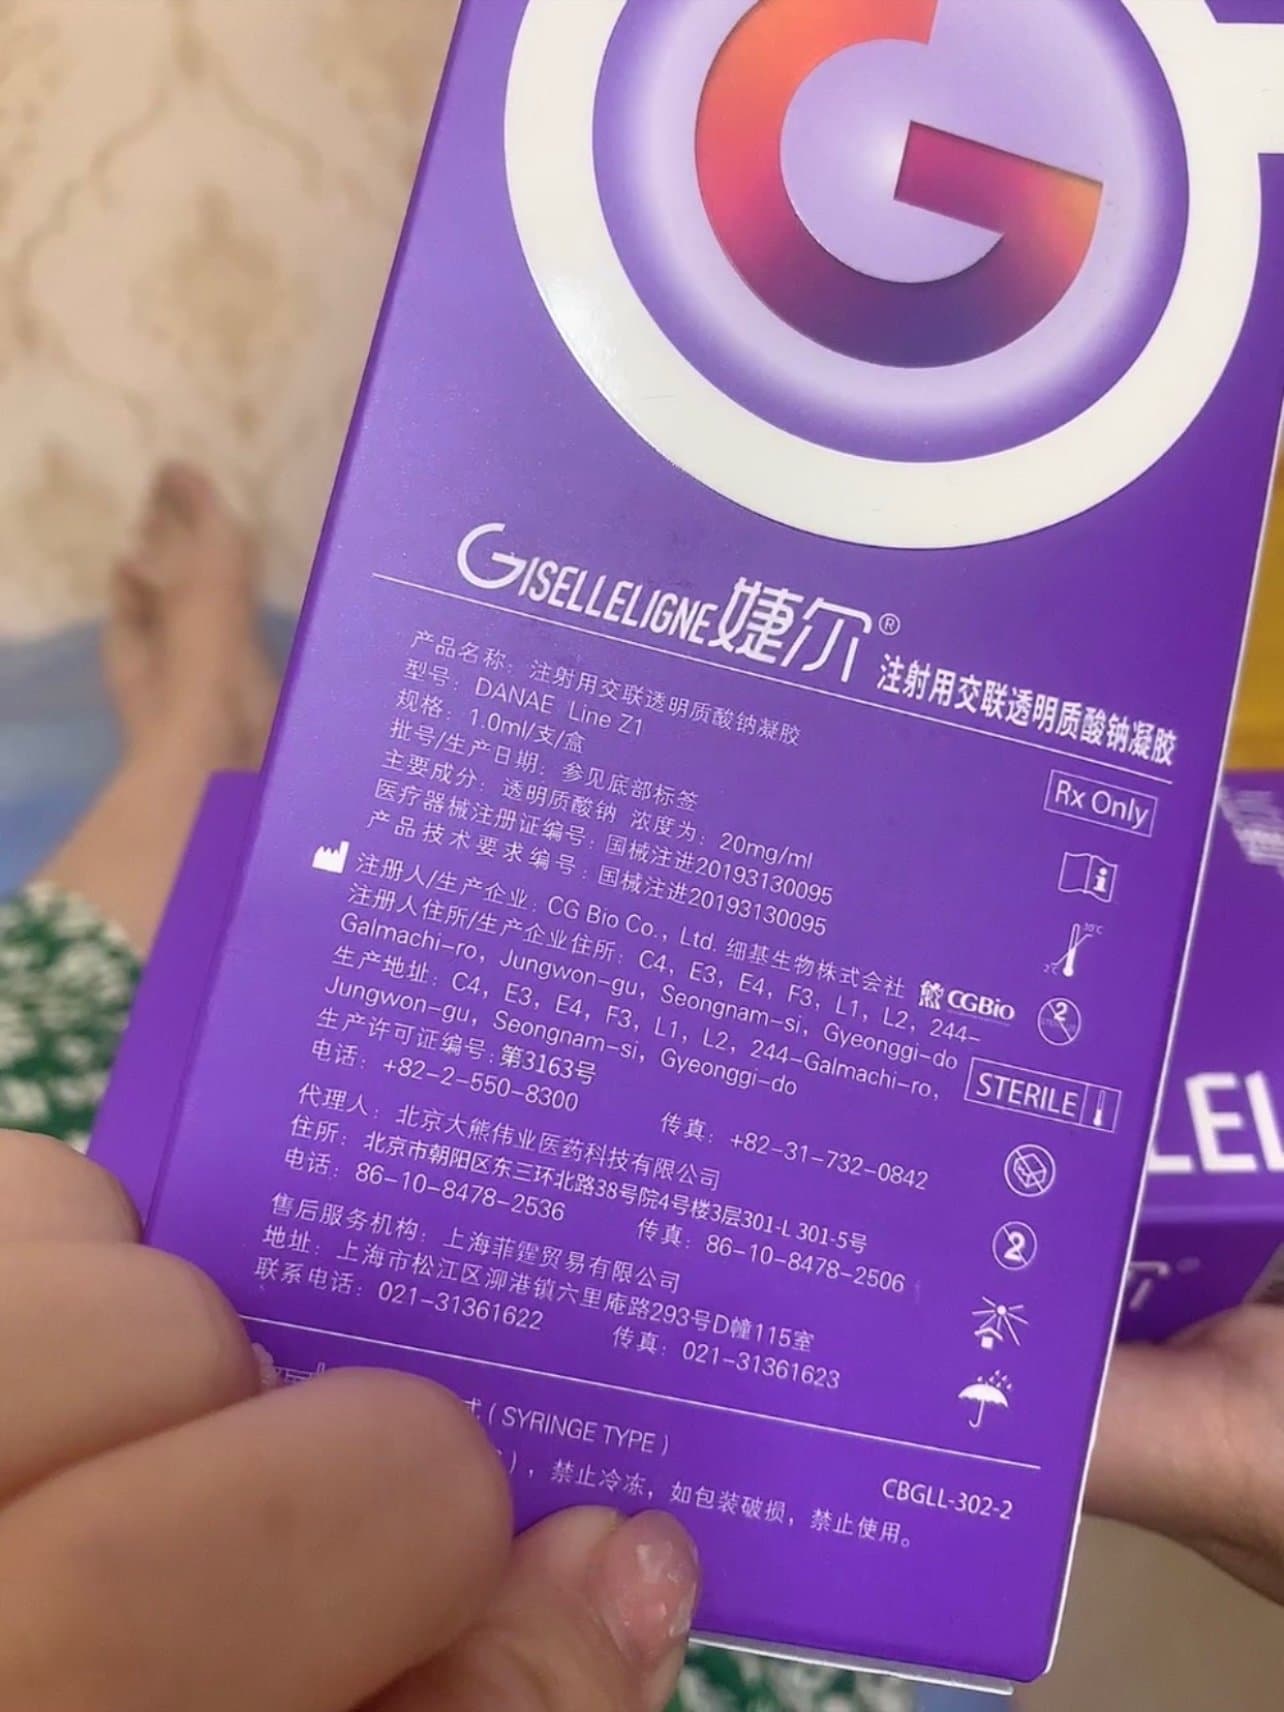 GISELLELIGNE婕尔®注射用交联透明质酸钠凝胶
产品名称：注射用交联透明质酸钠凝胶
型号：DANAE Line Z1
规格：1.0ml/支/盒
批号/生产日期：参见底部标签
主要成分：透明质酸钠 浓度为：20mg/ml
医疗器械注册证编号：国械注进20193130095
产品技术要求编号：国械注进20193130095
注册人/生产企业：CG Bio Co., Ltd. 细基生物株式会社 CGBio
注册人住所/生产企业住所：C4, E3, E4, F3, L1, L2, 244-
Galmachi-ro, Jungwon-gu, Seongnam-si, Gyeonggi-do
生产地址：C4, E3, E4, F3, L1, L2, 244-Galmachi-ro,
Jungwon-gu, Seongnam-si, Gyeonggi-do
生产许可证编号：第3163号
电话：+82-2-550-8300 传真：+82-31-732-0842
代理人：北京大熊伟业医药科技有限公司
住所：北京市朝阳区东三环北路38号院4号楼3层301-L 301-5号
电话：86-10-8478-2536 传真：86-10-8478-2506
售后服务机构：上海菲霆贸易有限公司
地址：上海市松江区泖港镇六里庵路293号D幢115室
联系电话：021-31361622 传真：021-31361623
Rx Only
30℃
2℃
2
STERILE
2
式（SYRINGE TYPE）
），禁止冷冻，如包装破损，禁止使用。
CBGLL-302-2
LEL
尔®